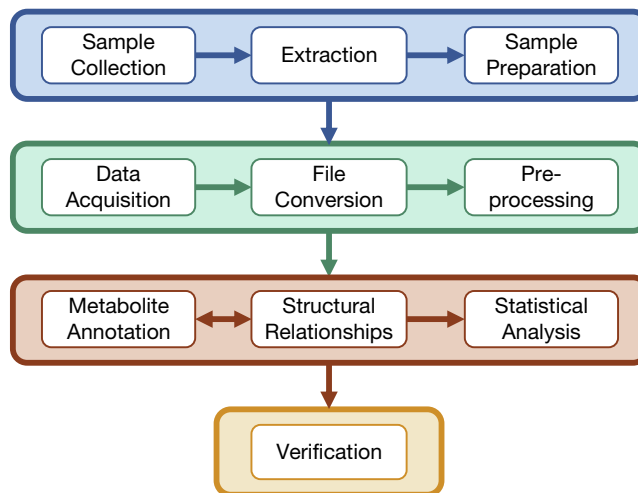 Sample
Collection
Extraction
Sample
Preparation
Data
Acquisition
File
Conversion
Pre-
processing
Metabolite
Annotation
Structural
Relationships
Statistical
Analysis
Verification